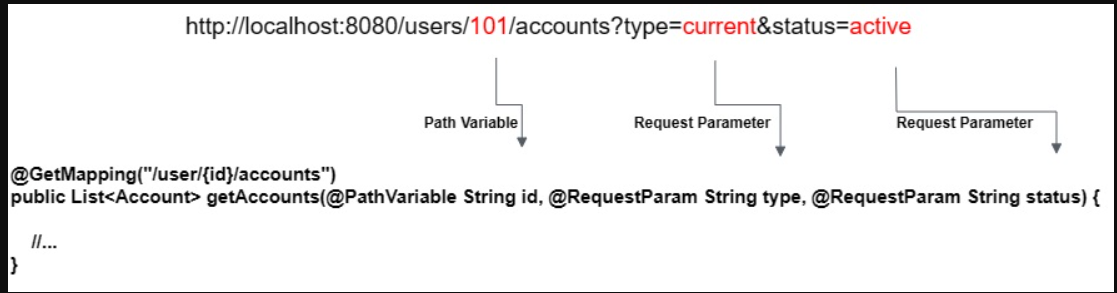 http://localhost:8080/users/101/accounts?type=current&status=active
Path Variable
Request Parameter
Request Parameter
@GetMapping("/user/{id}/accounts")
public List<Account> getAccounts(@PathVariable String id, @RequestParam String type, @RequestParam String status) {
//...
}